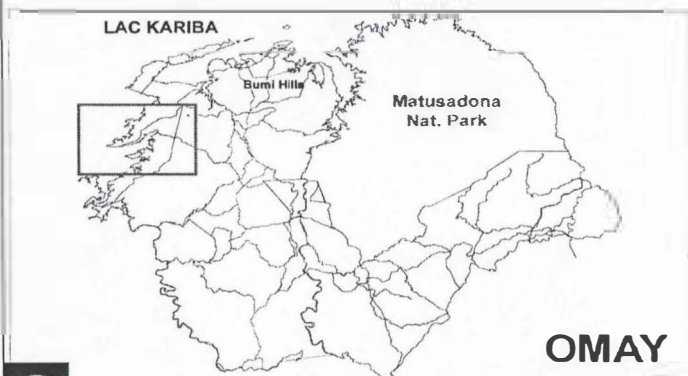 LAC KARIBA
Bumi Hills
Matusadona
Nat. Park
OMAY